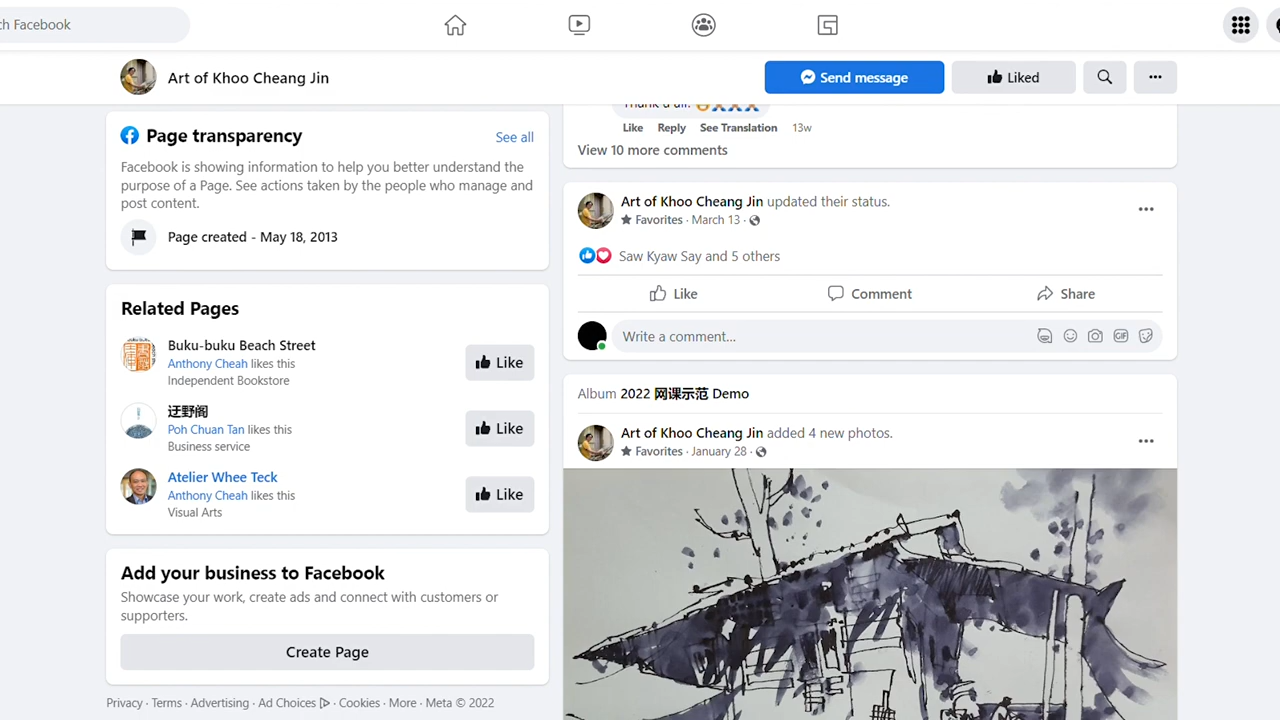 ch Facebook
Art of Khoo Cheang Jin
Send message
Liked
Page transparency
See all
Facebook is showing information to help you better understand the
purpose of a Page. See actions taken by the people who manage and
post content.
Page created - May 18, 2013
Related Pages
Buku-buku Beach Street
Anthony Cheah likes this
Independent Bookstore
Like
迂野阁
Poh Chuan Tan likes this
Business service
Like
Atelier Whee Teck
Anthony Cheah likes this
Visual Arts
Like
Add your business to Facebook
Showcase your work, create ads and connect with customers or
supporters.
Create Page
Privacy · Terms · Advertising · Ad Choices · Cookies · More · Meta © 2022
Thank u all.
Like Reply See Translation 13w
View 10 more comments
Art of Khoo Cheang Jin updated their status.
Favorites · March 13 ·
Saw Kyaw Say and 5 others
Like Comment Share
Write a comment...
GIF
Album 2022 网课示范 Demo
Art of Khoo Cheang Jin added 4 new photos.
Favorites · January 28 ·